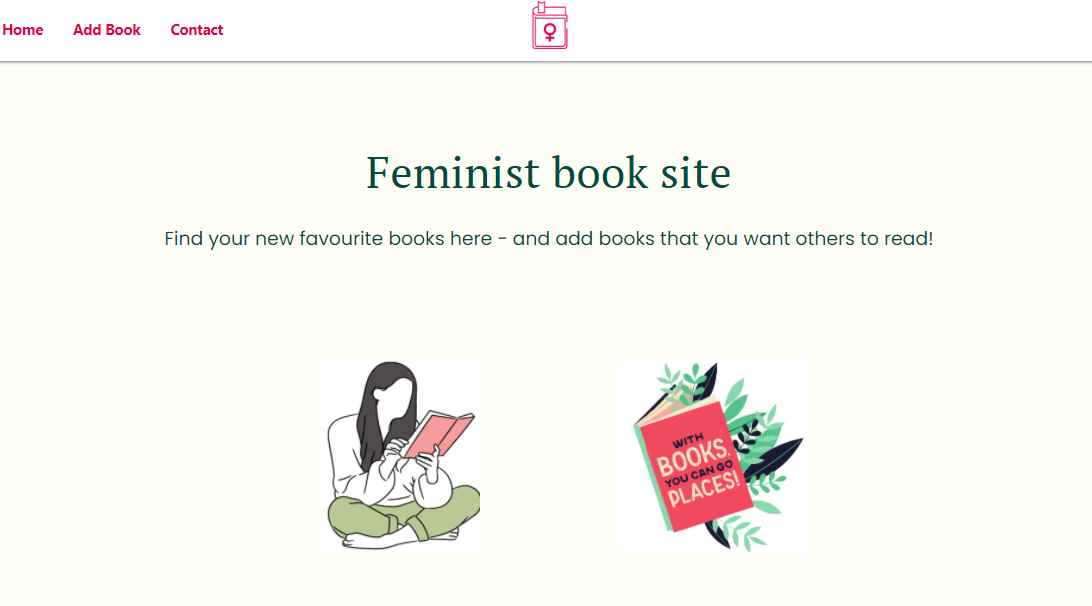 Home Add Book Contact
Feminist book site
Find your new favourite books here - and add books that you want others to read!
WITH
BOOKS,
YOU CAN GO
PLACES!